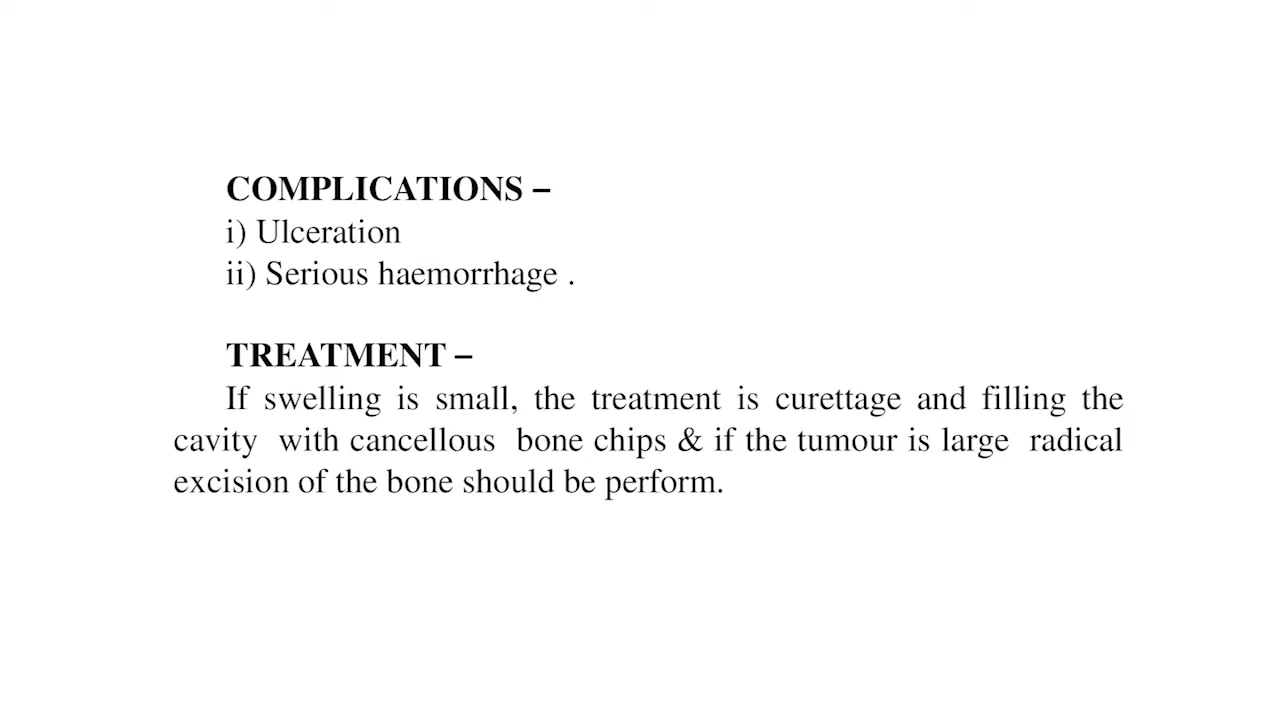 COMPLICATIONS –
i) Ulceration
ii) Serious haemorrhage .
TREATMENT –
If swelling is small, the treatment is curettage and filling the
cavity with cancellous bone chips & if the tumour is large radical
excision of the bone should be perform.